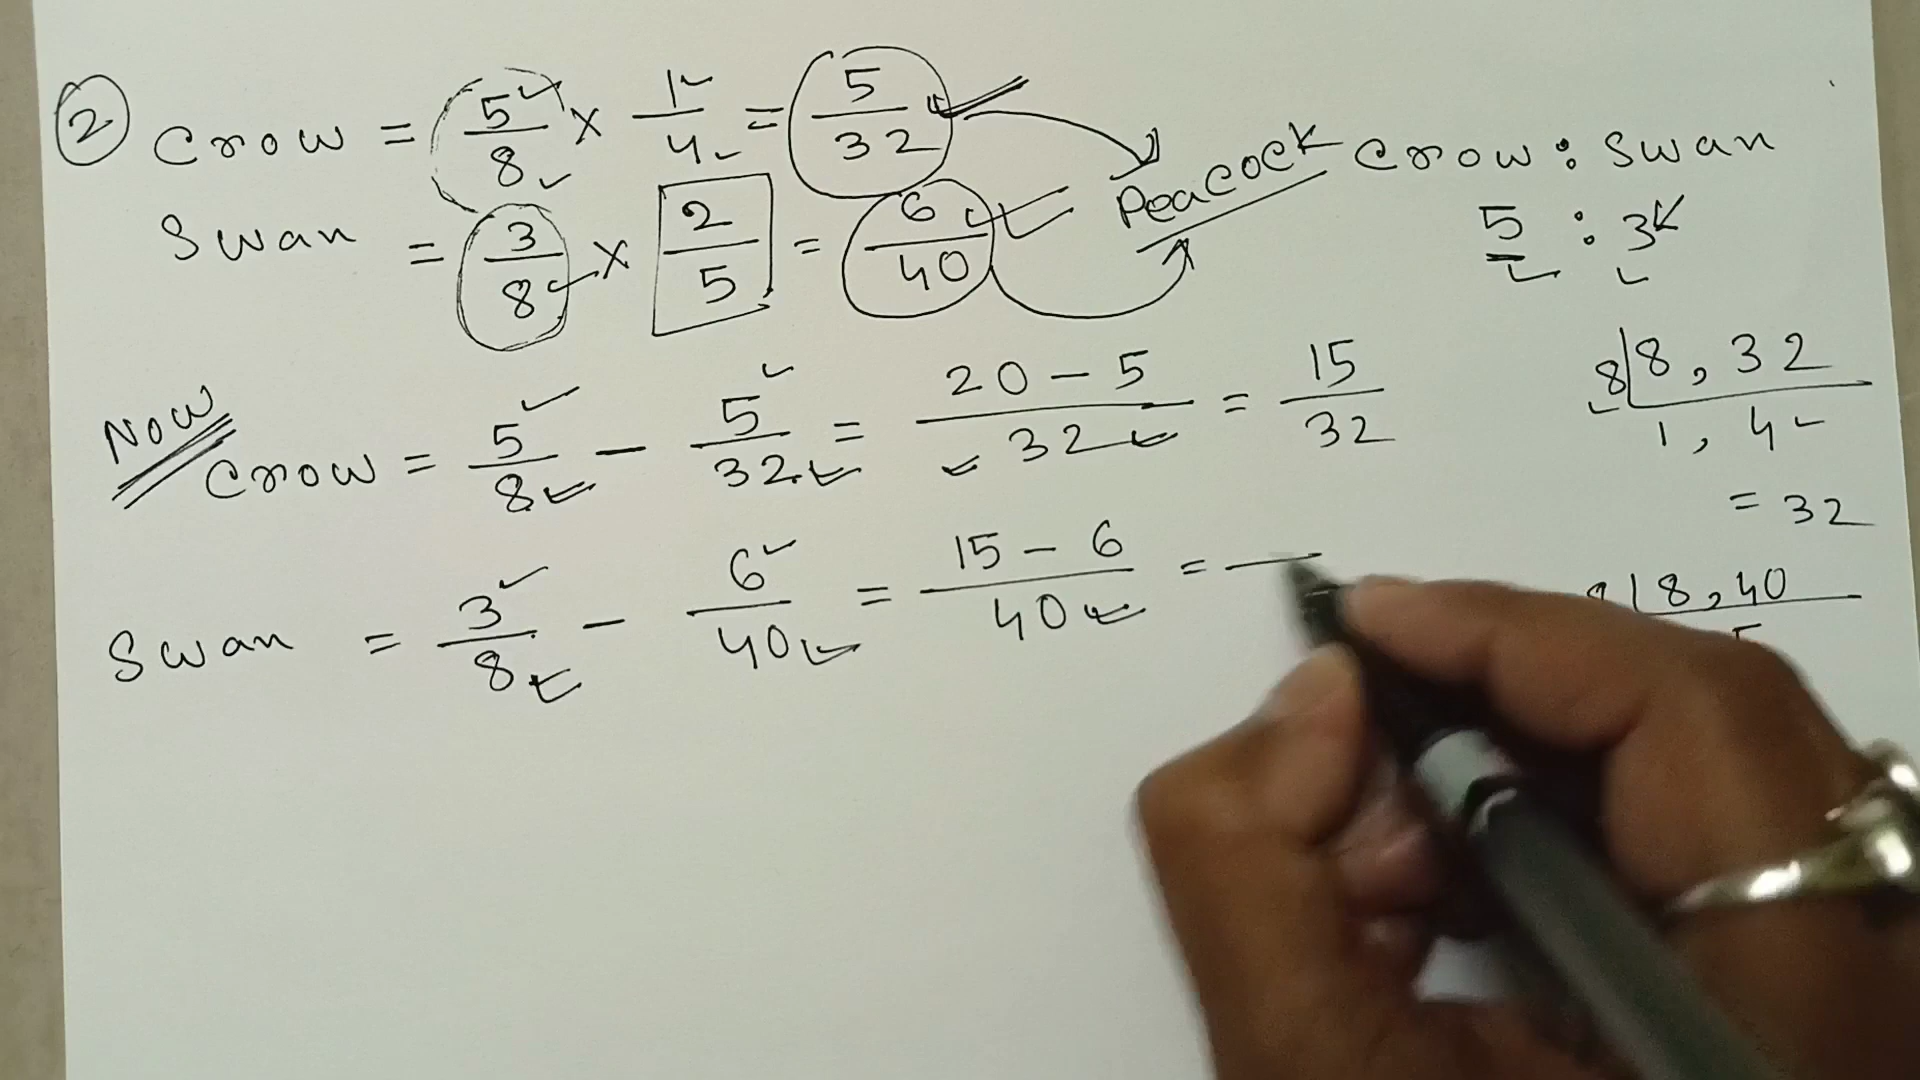 2 Crow = 5/8 × 1/4 = 5/32
Swan = 3/8 × 2/5 = 6/40
Peacock
Crow : Swan
5 : 3
Now
Crow = 5/8 - 5/32 = 20 - 5/32 = 15/32
8 | 8, 32
1, 4
= 32
Swan = 3/8 - 6/40 = 15 - 6/40 =
8, 40